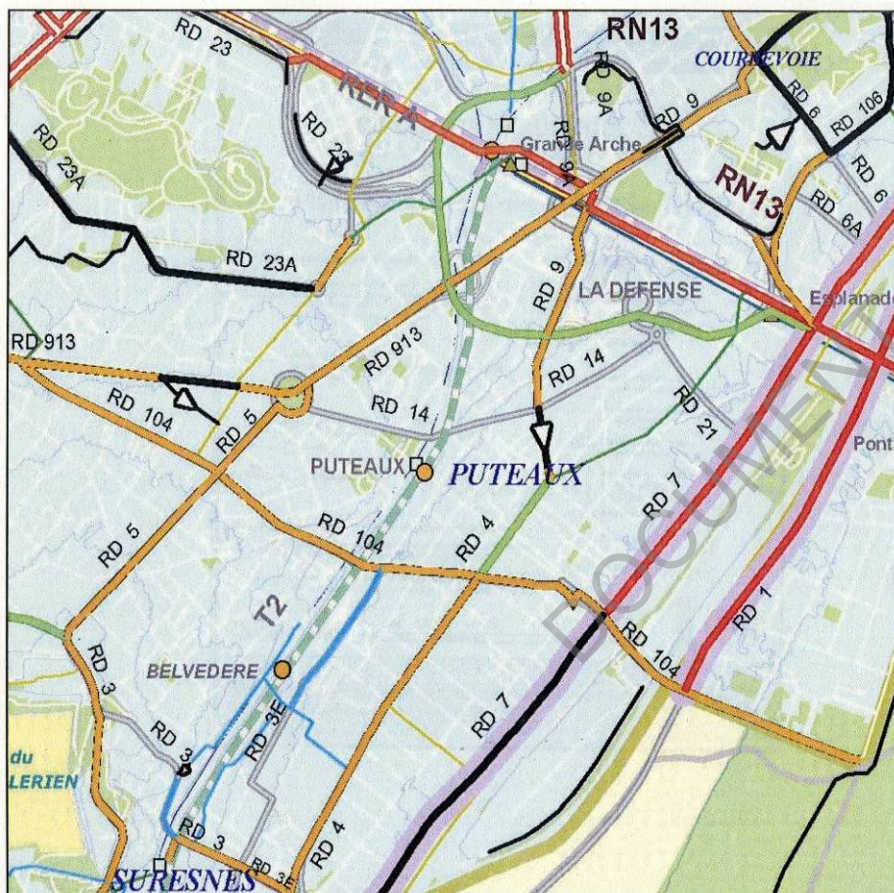 RD 23
RN13
COURBEVOIE
RER A
RD 9A
RD 9
RD 6
RD 106
Grande Arche
RD 23
RD 9A
RD 23A
RN13
RD 6
RD 6A
RD 23A
RD 9
LA DEFENSE
Esplanade
RD 913
RD 913
RD 14
RD 104
RD 5
RD 14
RD 21
Pont
PUTEAUX
PUTEAUX
RD 7
RD 5
RD 104
RD 4
DOCUMENT
RD 1
T2
BELVEDERE
RD 104
RD 3
RD 3E
RD 7
RD 3
du
LERIEN
RD 3
RD 4
RD 3E
SURESNES